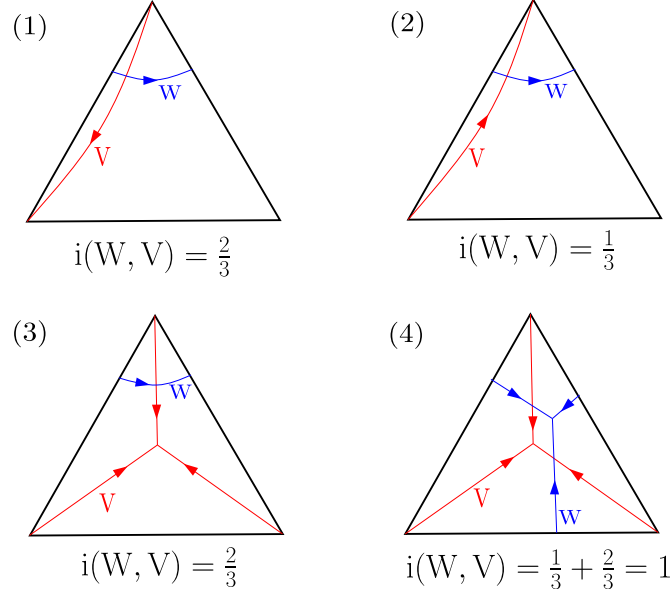 (1)
W
V
i(W, V) = 2/3
(2)
W
V
i(W, V) = 1/3
(3)
W
V
i(W, V) = 2/3
(4)
V
W
i(W, V) = 1/3 + 2/3 = 1